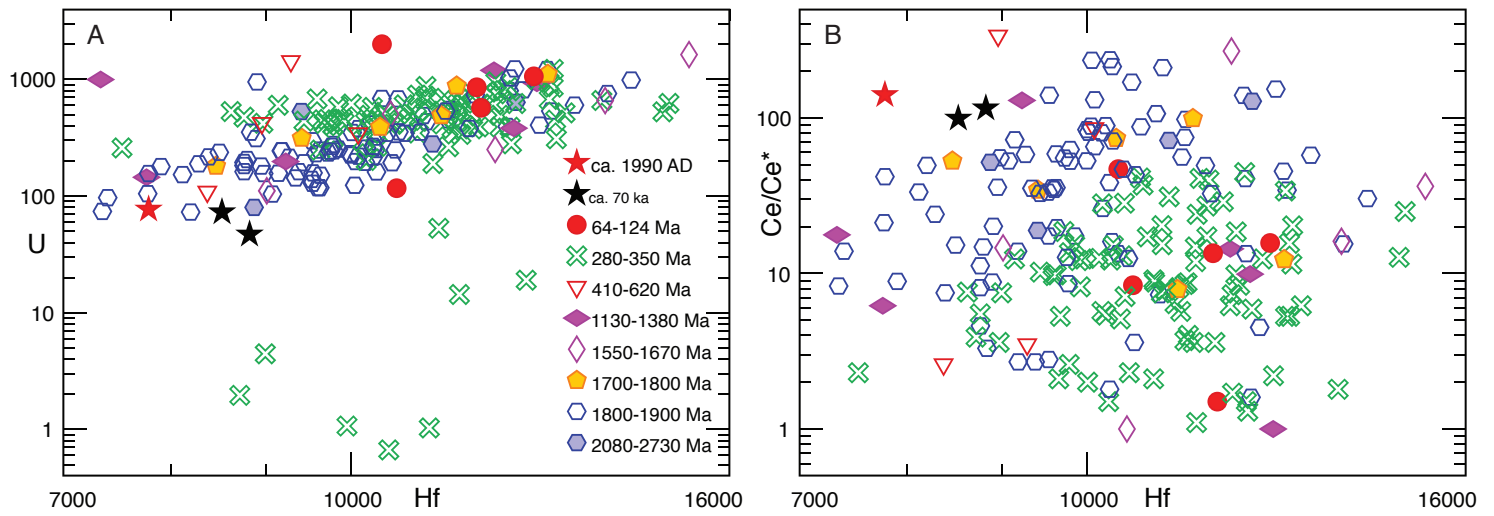 A
1000
100
U
10
1
7000
10000
Hf
16000
ca. 1990 AD
ca. 70 ka
64-124 Ma
280-350 Ma
410-620 Ma
1130-1380 Ma
1550-1670 Ma
1700-1800 Ma
1800-1900 Ma
2080-2730 Ma
B
100
Ce/Ce*
10
1
7000
10000
Hf
16000